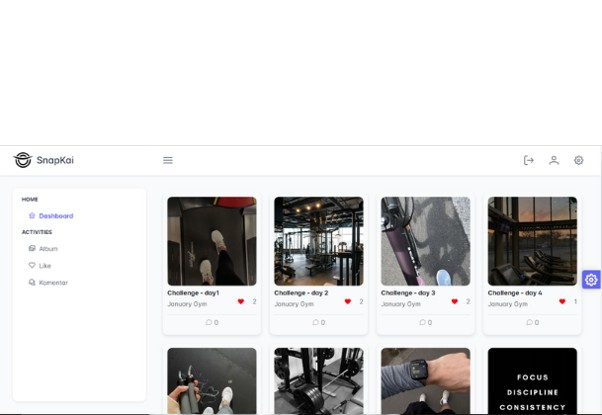 SnapKai
HOME
Dashboard
ACTIVITIES
Album
Like
Komentar
Challenge - day1
January Gym
2
0
Challenge - day 2
January Gym
2
0
Challenge - day 3
January Gym
2
0
Challenge - day 4
January Gym
1
0
FOCUS
DISCIPLINE
CONSISTENCY